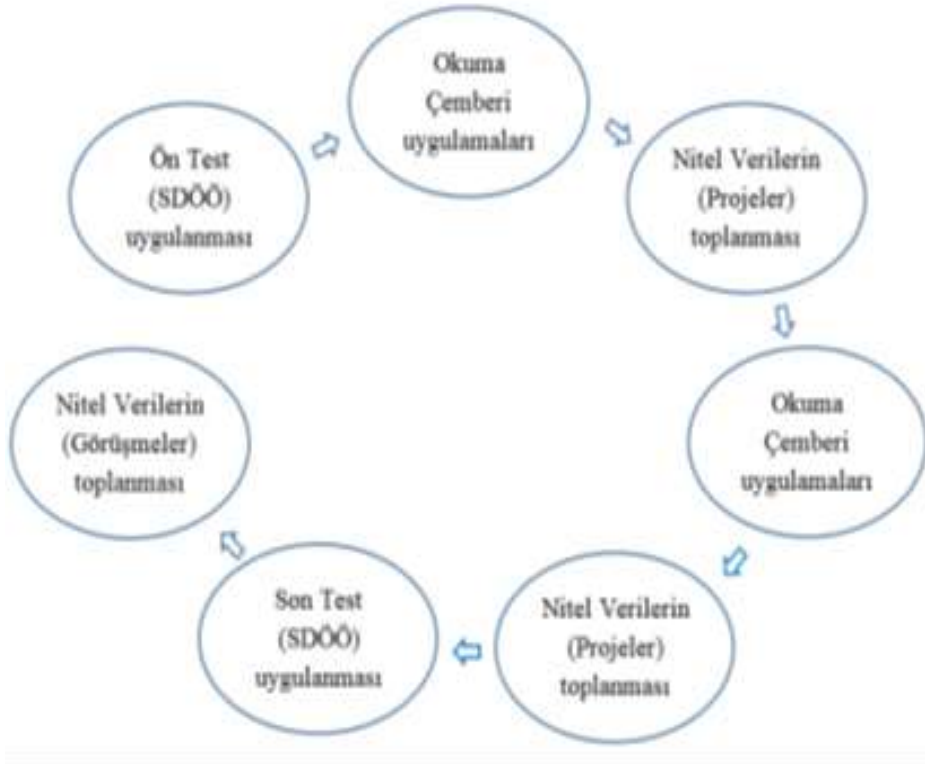 Ön Test
(SDÖÖ)
uygulanması
Okuma
Çemberi
uygulamaları
Nitel Verilerin
(Projeler)
toplanması
Okuma
Çemberi
uygulamaları
Nitel Verilerin
(Projeler)
toplanması
Son Test
(SDÖÖ)
uygulanması
Nitel Verilerin
(Görüşmeler)
toplanması